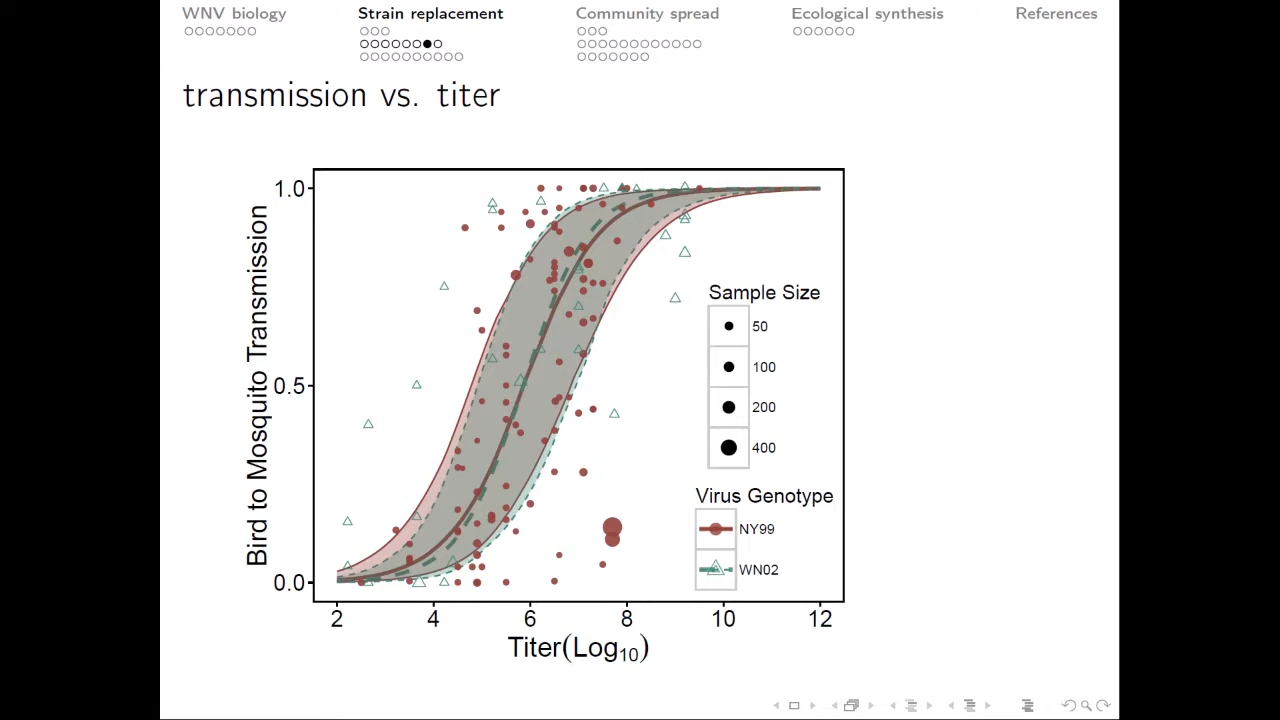 WNV biology Strain replacement Community spread Ecological synthesis References
transmission vs. titer
Bird to Mosquito Transmission
1.0
0.5
0.0
2 4 6 8 10 12
Titer(Log10)
Sample Size
50
100
200
400
Virus Genotype
NY99
WN02